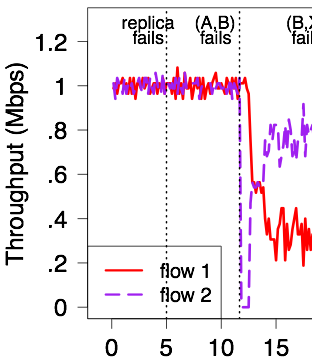 replica (A,B) (B,X
fails fails fai
Throughput (Mbps)
1.2
1
.8
.6
.4
.2
0
flow 1
flow 2
0 5 10 15